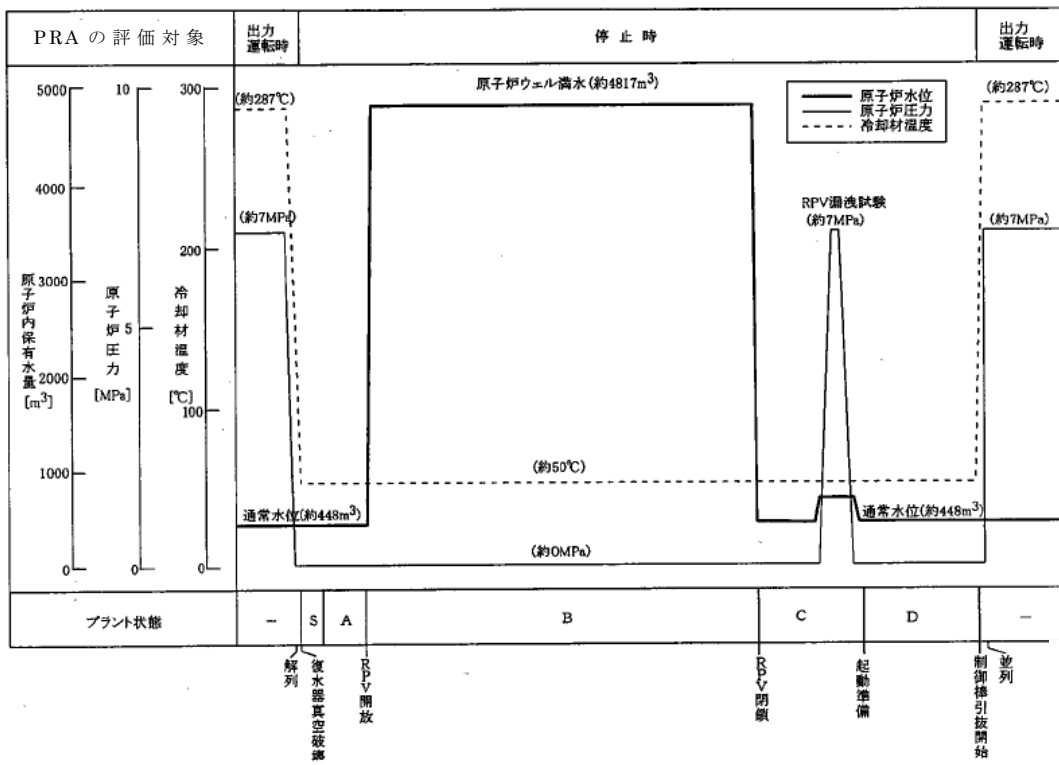 PRAの評価対象
出力
運転時
停止時
出力
運転時
5000
4000
3000
2000
1000
0
原子炉内保有水量
[m³]
10
5
0
原子炉圧力
[MPa]
300
200
100
0
冷却材温度
[℃]
(約287℃)
(約7MPa)
原子炉ウェル満水(約4817m³)
原子炉水位
原子炉圧力
冷却材温度
(約287℃)
RPV漏洩試験
(約7MPa)
(約7MPa)
(約50℃)
通常水位(約448m³)
通常水位(約448m³)
(約0MPa)
プラント状態
−
S
A
B
C
D
−
解列
復水器真空破壊
RPV開放
RPV閉鎖
起動準備
制御棒引抜開始
並列